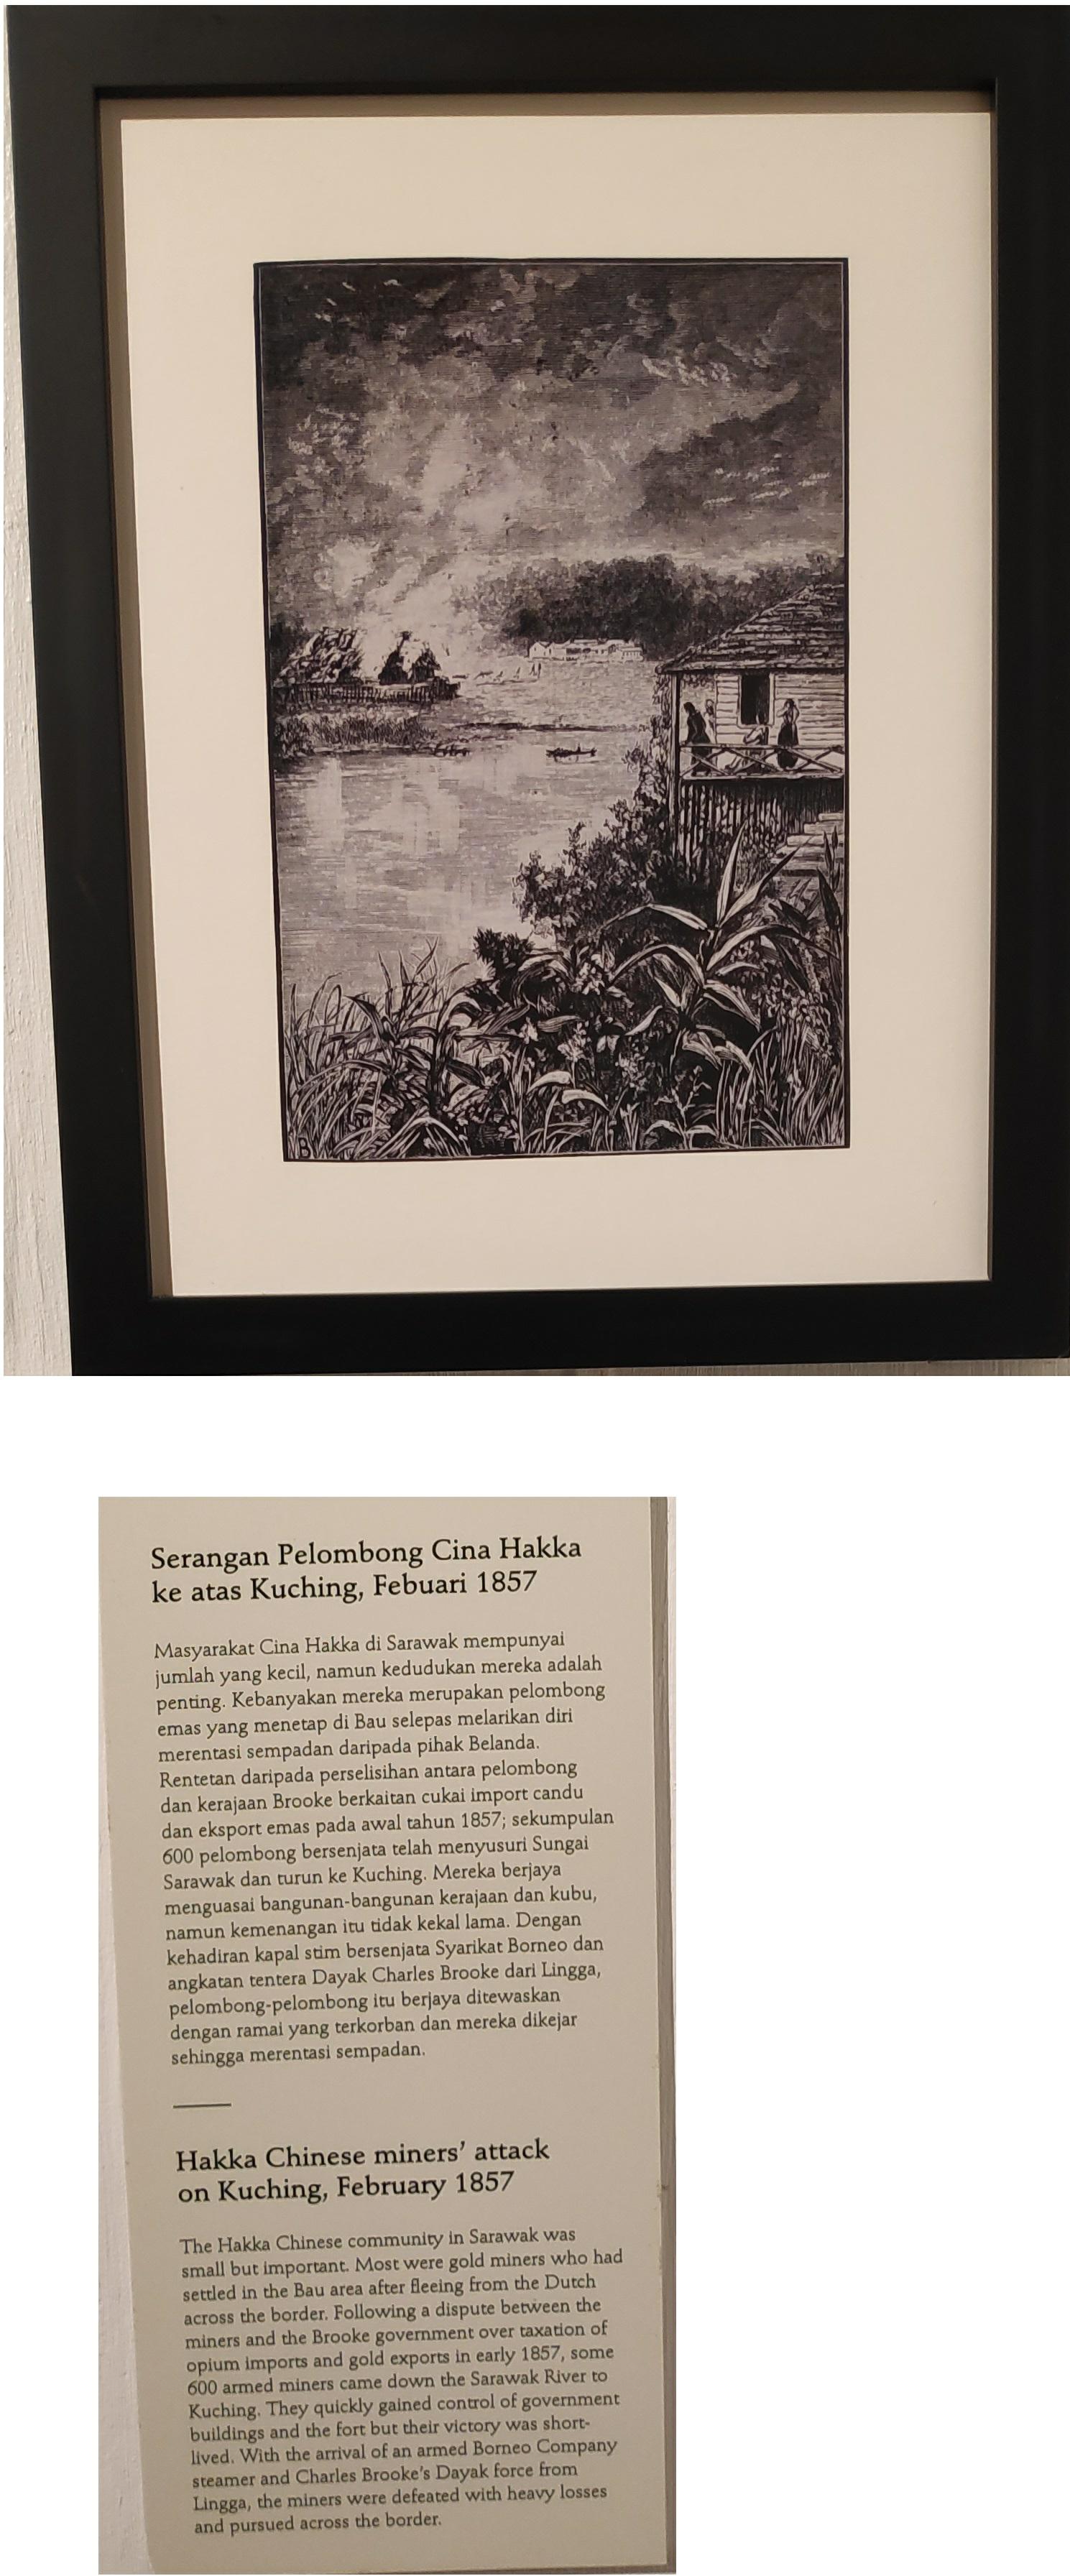 B
Serangan Pelombong Cina Hakka
ke atas Kuching, Febuari 1857
Masyarakat Cina Hakka di Sarawak mempunyai
jumlah yang kecil, namun kedudukan mereka adalah
penting. Kebanyakan mereka merupakan pelombong
emas yang menetap di Bau selepas melarikan diri
merentasi sempadan daripada pihak Belanda.
Rentetan daripada perselisihan antara pelombong
dan kerajaan Brooke berkaitan cukai import candu
dan eksport emas pada awal tahun 1857; sekumpulan
600 pelombong bersenjata telah menyusuri Sungai
Sarawak dan turun ke Kuching. Mereka berjaya
menguasai bangunan-bangunan kerajaan dan kubu,
namun kemenangan itu tidak kekal lama. Dengan
kehadiran kapal stim bersenjata Syarikat Borneo dan
angkatan tentera Dayak Charles Brooke dari Lingga,
pelombong-pelombong itu berjaya ditewaskan
dengan ramai yang terkorban dan mereka dikejar
sehingga merentasi sempadan.
Hakka Chinese miners' attack
on Kuching, February 1857
The Hakka Chinese community in Sarawak was
small but important. Most were gold miners who had
settled in the Bau area after fleeing from the Dutch
across the border. Following a dispute between the
miners and the Brooke government over taxation of
opium imports and gold exports in early 1857, some
600 armed miners came down the Sarawak River to
Kuching. They quickly gained control of government
buildings and the fort but their victory was short-
lived. With the arrival of an armed Borneo Company
steamer and Charles Brooke's Dayak force from
Lingga, the miners were defeated with heavy losses
and pursued across the border.